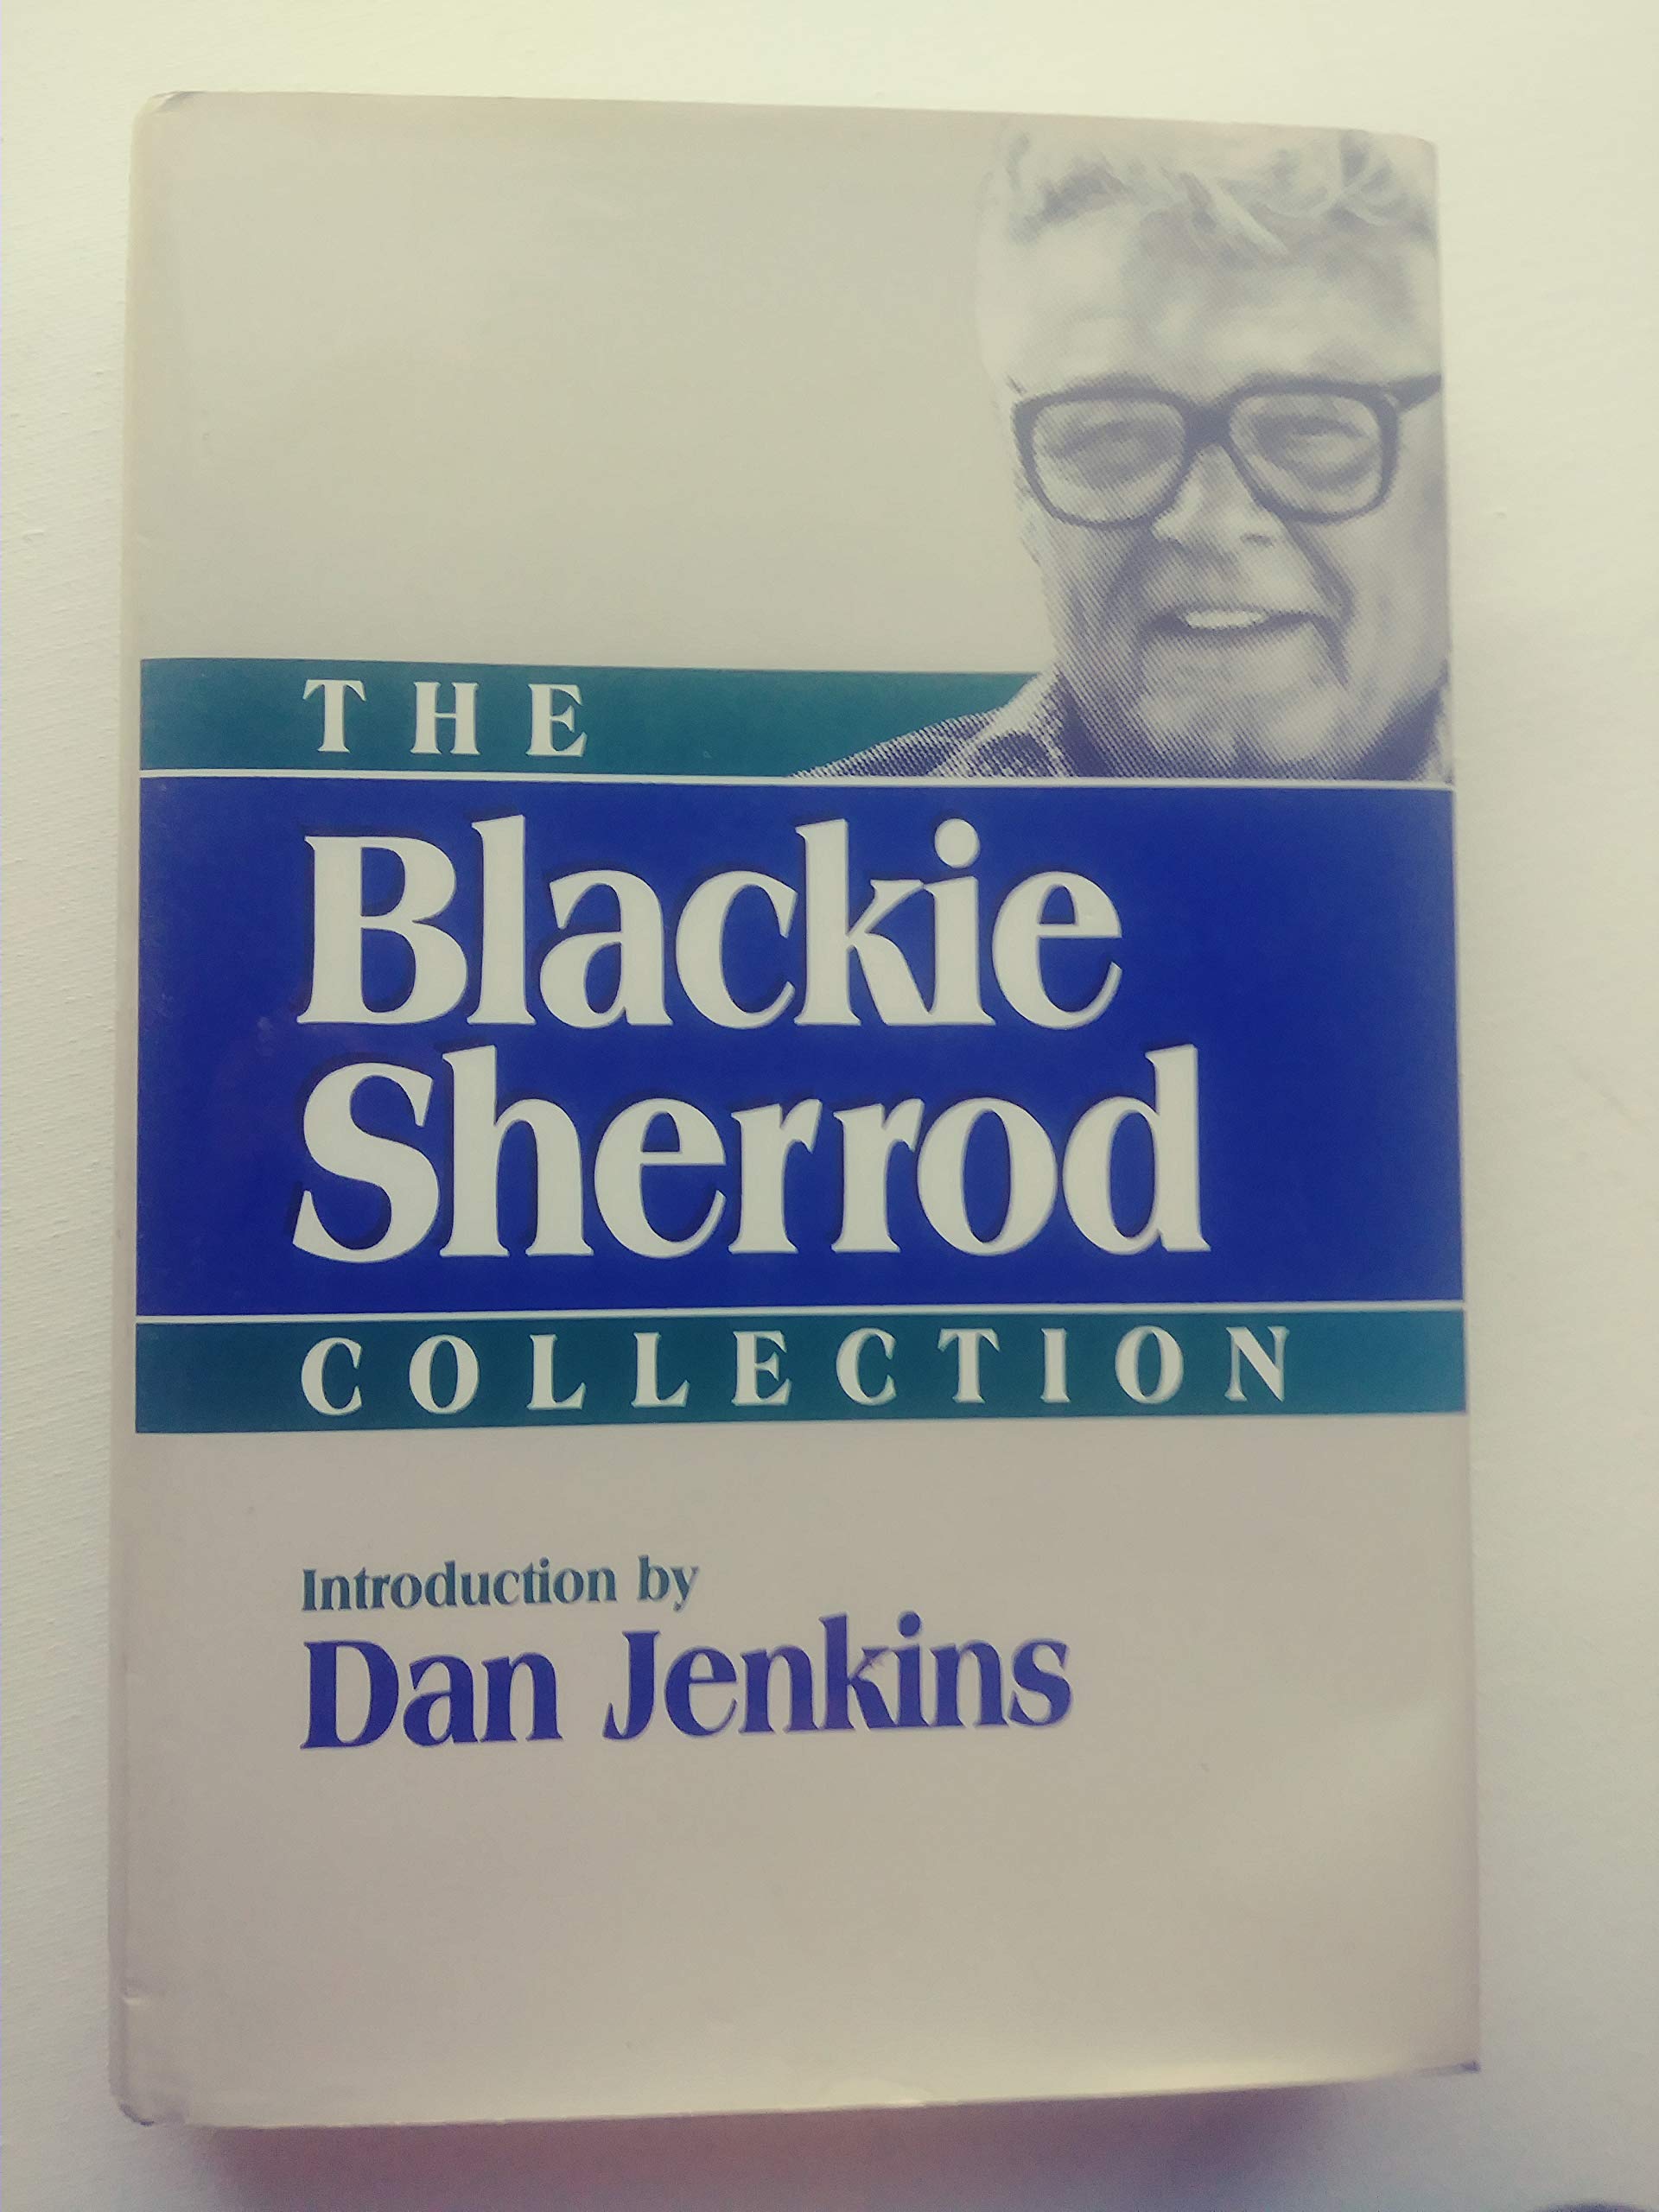 THE
Blackie
Sherrod
COLLECTION
Introduction by
Dan Jenkins